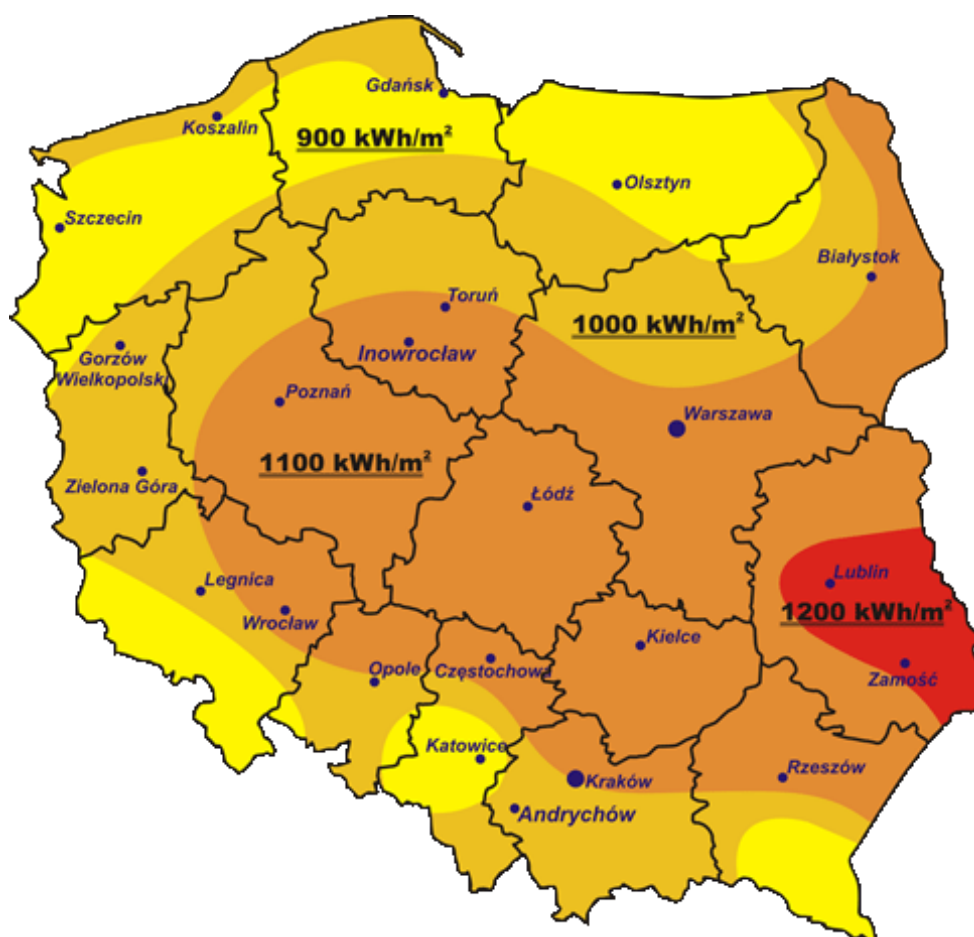 Gdańsk
Koszalin
900 kWh/m²
Olsztyn
Szczecin
Białystok
Toruń
1000 kWh/m²
Gorzów
Wielkopolski
Inowrocław
Poznań
Warszawa
1100 kWh/m²
Zielona Góra
Łódź
Legnica
Lublin
Wrocław
1200 kWh/m²
Kielce
Opole
Częstochowa
Zamość
Katowice
Kraków
Rzeszów
Andrychów